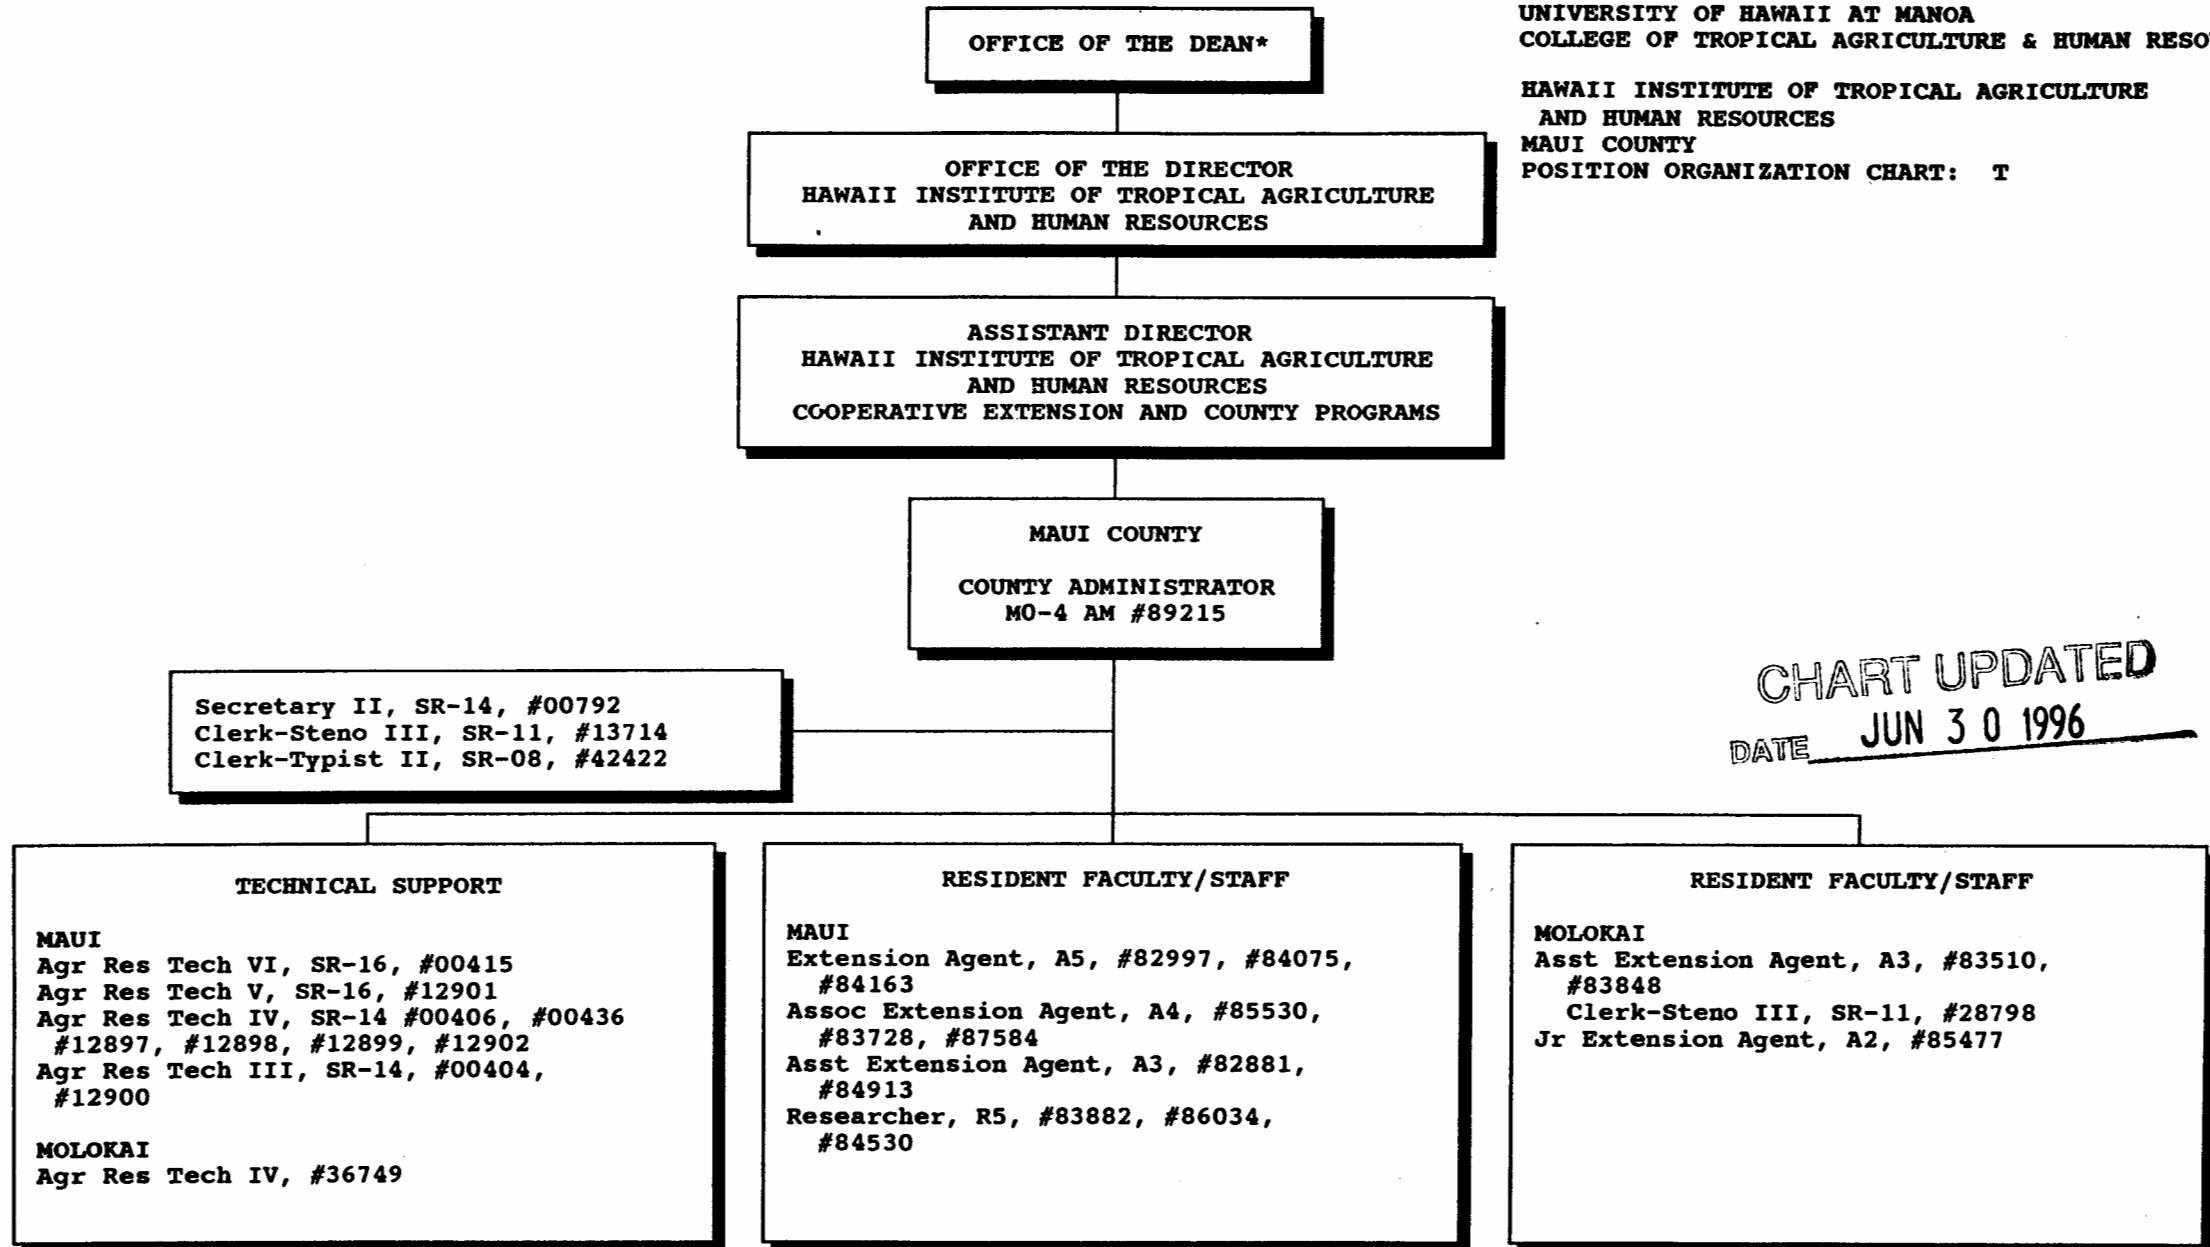 OFFICE OF THE DEAN*
UNIVERSITY OF HAWAII AT MANOA
COLLEGE OF TROPICAL AGRICULTURE & HUMAN
HAWAII INSTITUTE OF TROPICAL AGRICULTURE
AND HUMAN RESOURCES
MAUI COUNTY
POSITION ORGANIZATION CHART: T
OFFICE OF THE DIRECTOR
HAWAII INSTITUTE OF TROPICAL AGRICULTURE
AND HUMAN RESOURCES
ASSISTANT DIRECTOR
HAWAII INSTITUTE OF TROPICAL AGRICULTURE
AND HUMAN RESOURCES
COOPERATIVE EXTENSION AND COUNTY PROGRAMS
MAUI COUNTY
COUNTY ADMINISTRATOR
MO-4 AM #89215
CHART UPDATED
DATE JUN 30 1996
Secretary II, SR-14, #00792
Clerk-Steno III, SR-11, #13714
Clerk-Typist II, SR-08, #42422
TECHNICAL SUPPORT
MAUI
Agr Res Tech VI, SR-16, #00415
Agr Res Tech V, SR-16, #12901
Agr Res Tech IV, SR-14 #00406, #00436
#12897, #12898, #12899, #12902
Agr Res Tech III, SR-14, #00404,
#12900
MOLOKAI
Agr Res Tech IV, #36749
RESIDENT FACULTY/STAFF
MAUI
Extension Agent, A5, #82997, #84075,
#84163
Assoc Extension Agent, A4, #85530,
#83728, #87584
Asst Extension Agent, A3, #82881,
#84913
Researcher, R5, #83882, #86034,
#84530
RESIDENT FACULTY/STAFF
MOLOKAI
Asst Extension Agent, A3, #83510,
#83848
Clerk-Steno III, SR-11, #28798
Jr Extension Agent, A2, #85477